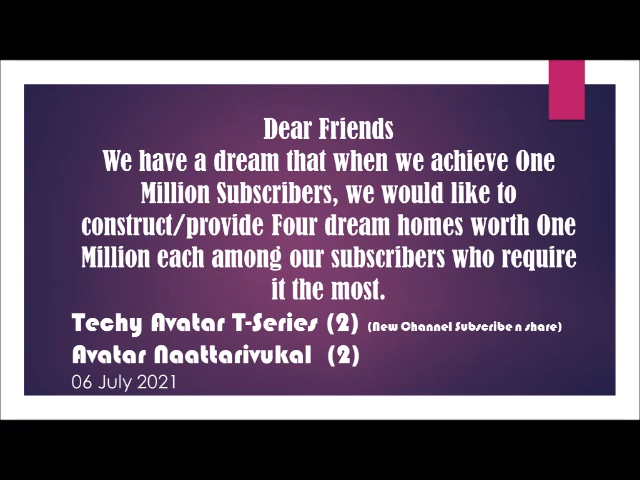 Dear Friends
We have a dream that when we achieve One
Million Subscribers, we would like to
construct/provide Four dream homes worth One
Million each among our subscribers who require
it the most.
Techy Avatar T-Series (2) (New Channel Subscribe n share)
Avatar Naattarivukal (2)
06 July 2021